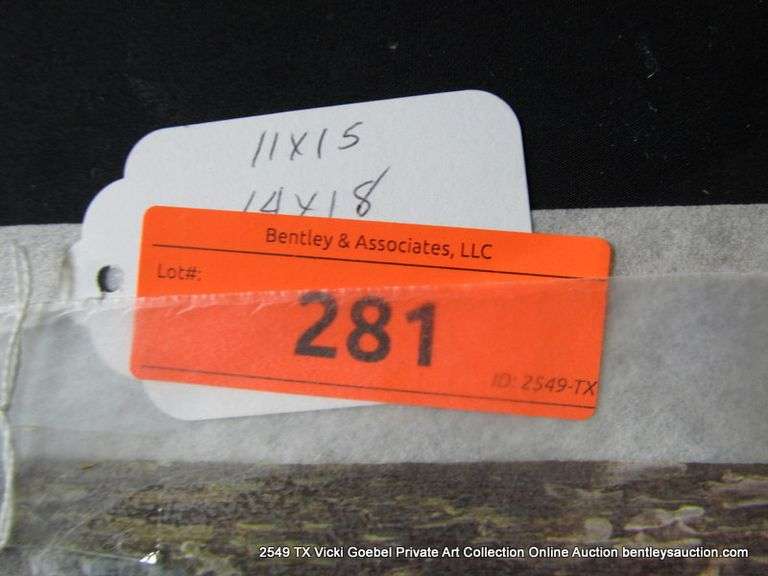 11x15
14x18
Bentley & Associates, LLC
Lot#:
281
ID: 2549-TX
2549 TX Vicki Goebel Private Art Collection Online Auction bentleysauction.com